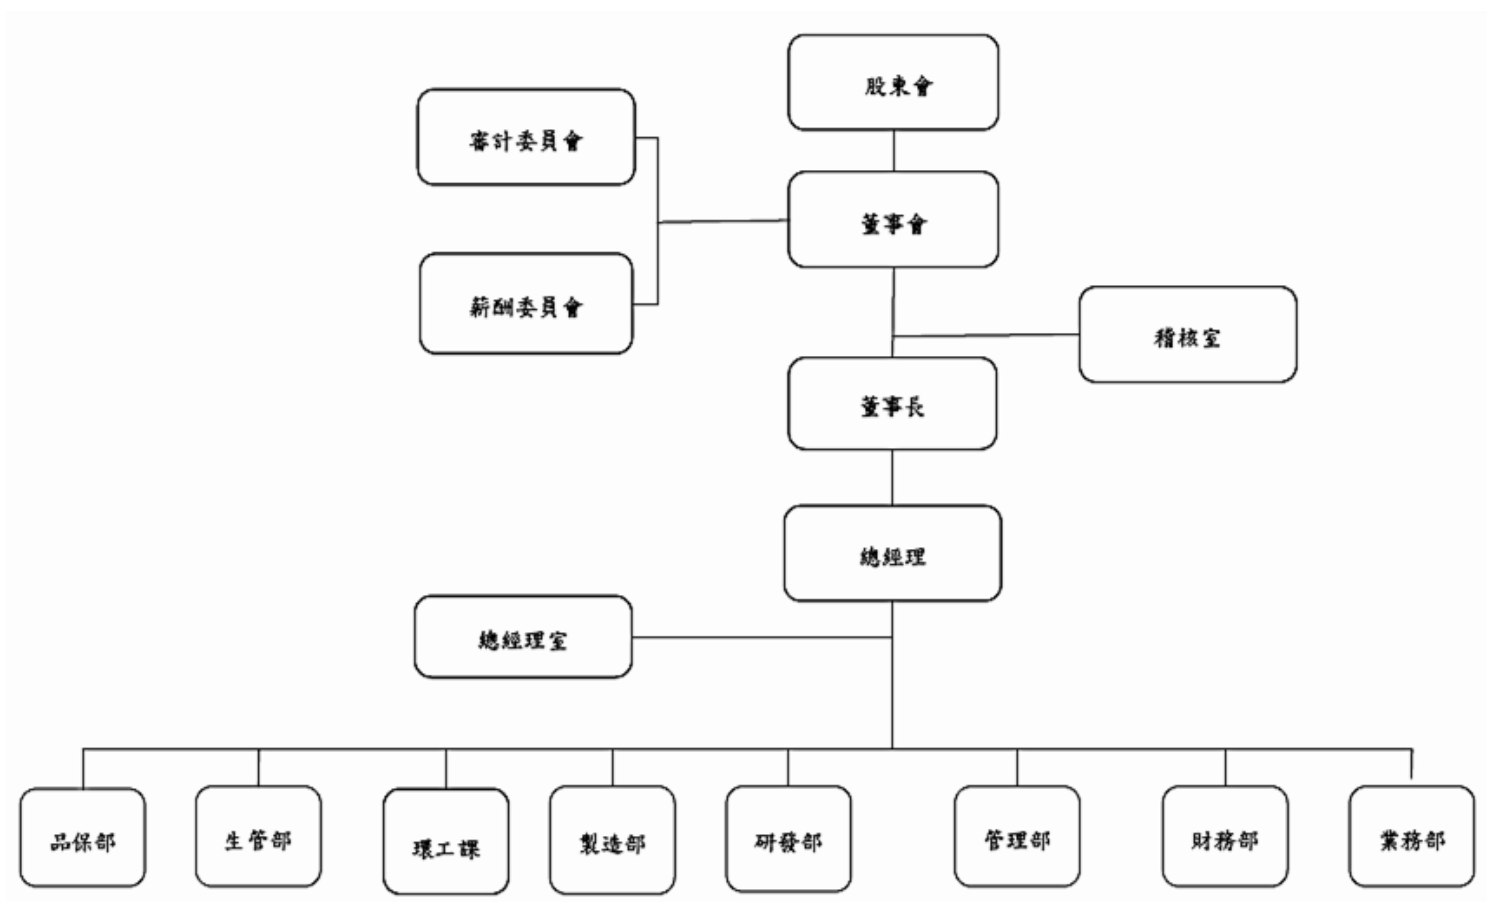 股東會
審計委員會
董事會
薪酬委員會
稽核室
董事長
總經理
總經理室
品保部
生管部
環工課
製造部
研發部
管理部
財務部
業務部